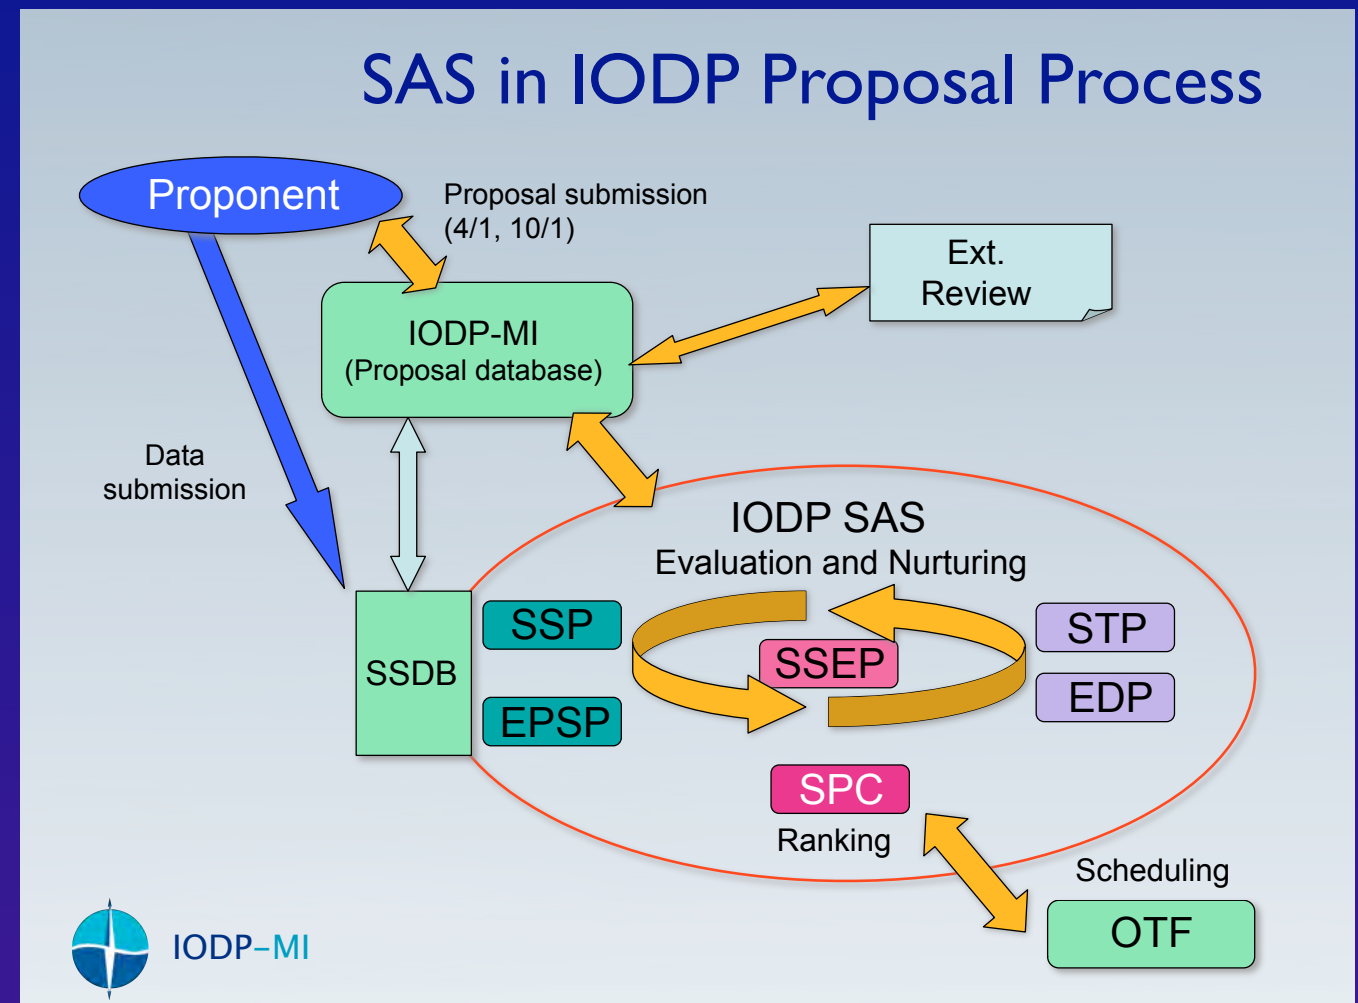 SAS in IODP Proposal Process
Proponent
Proposal submission
(4/1, 10/1)
Ext.
Review
IODP-MI
(Proposal database)
Data
submission
IODP SAS
Evaluation and Nurturing
SSP
STP
SSEP
SSDB
EDP
EPSP
SPC
Ranking
Scheduling
OTF
IODP-MI